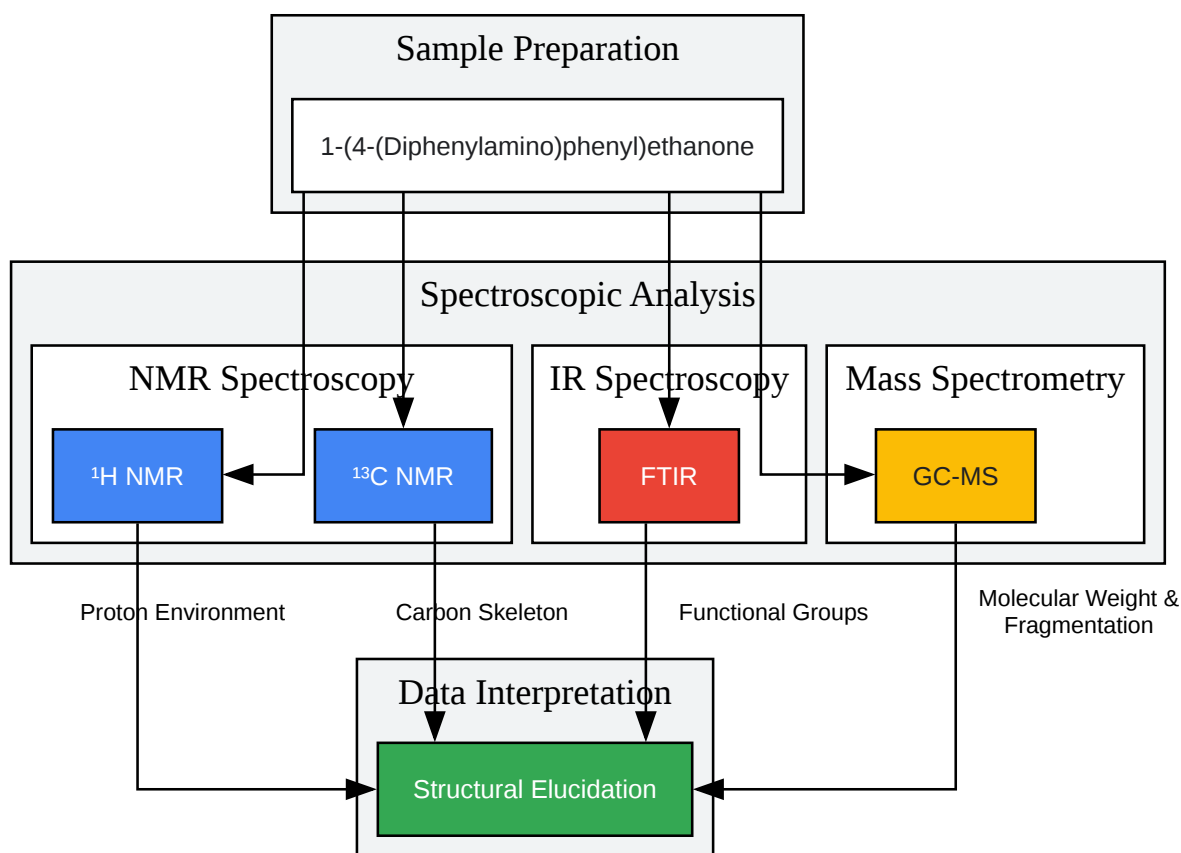 Sample Preparation
1-(4-(Diphenylamino)phenyl)ethanone
Spectroscopic Analysis
NMR Spectroscopy
IR Spectroscopy
Mass Spectrometry
¹H NMR
¹³C NMR
FTIR
GC-MS
Proton Environment
Carbon Skeleton
Functional Groups
Molecular Weight &
Fragmentation
Data Interpretation
Structural Elucidation